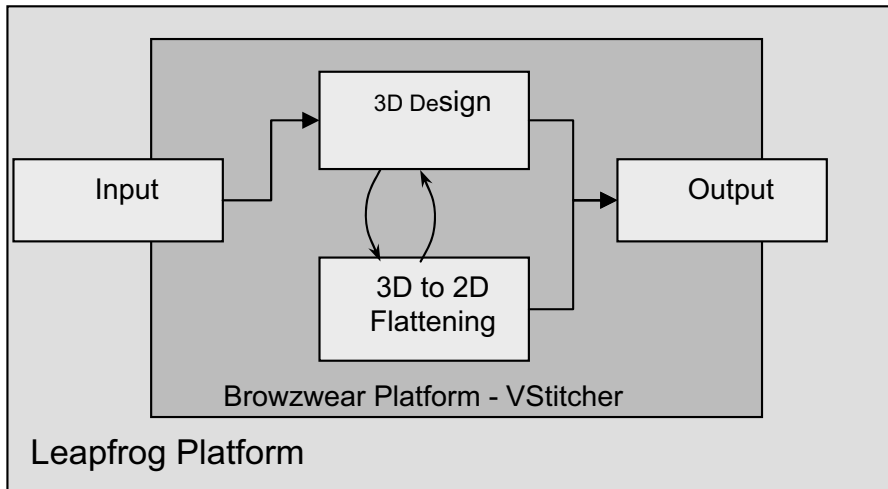 3D Design
Input
Output
3D to 2D
Flattening
Browzwear Platform - VStitcher
Leapfrog Platform